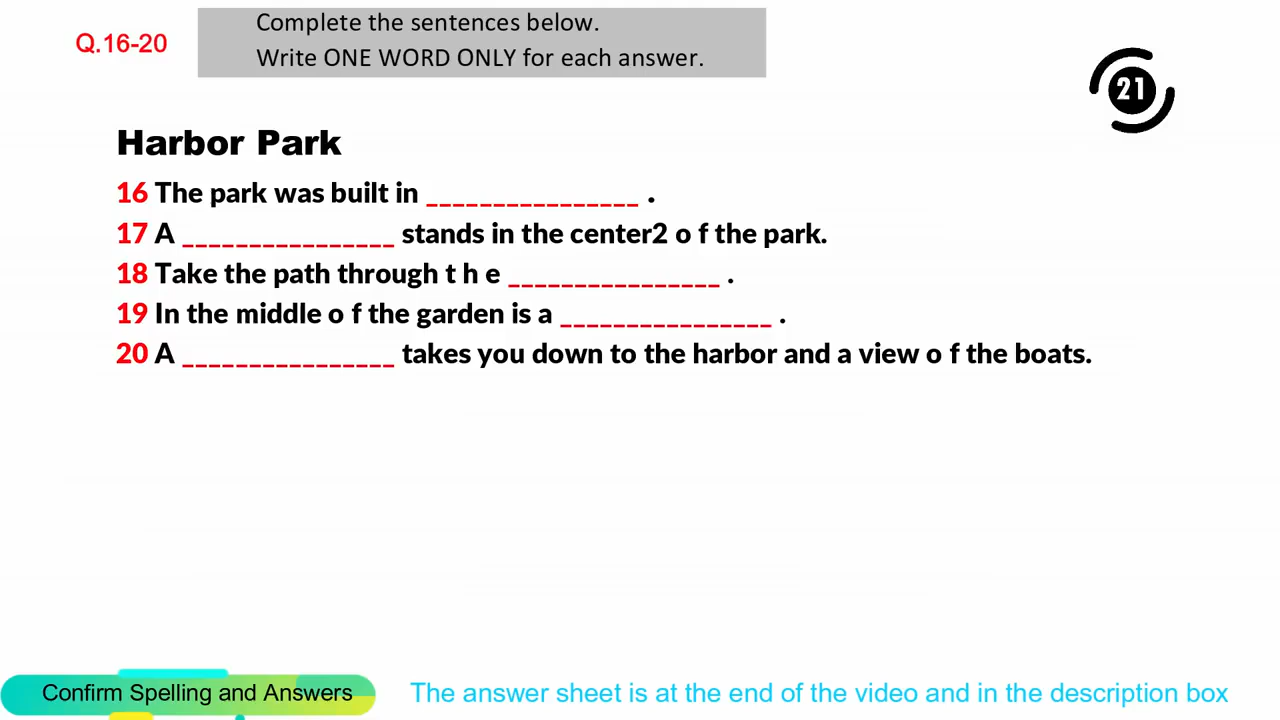 Q.16-20
Complete the sentences below.
Write ONE WORD ONLY for each answer.
21
Harbor Park
16 The park was built in ________________ .
17 A ________________ stands in the center2 o f the park.
18 Take the path through t h e ________________ .
19 In the middle o f the garden is a ________________ .
20 A ________________ takes you down to the harbor and a view o f the boats.
Confirm Spelling and Answers
The answer sheet is at the end of the video and in the description box